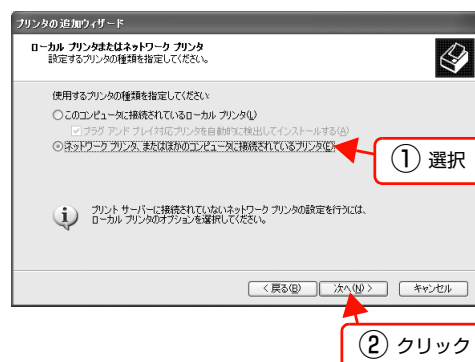 プリンタの追加ウィザード
ローカル プリンタまたはネットワーク プリンタ
設定するプリンタの種類を指定してください。
使用するプリンタの種類を指定してください:
このコンピュータに接続されているローカル プリンタ(L)
プラグ アンド プレイ対応プリンタを自動的に検出してインストールする(A)
ネットワーク プリンタ、またはほかのコンピュータに接続されているプリンタ(E)
① 選択
プリント サーバーに接続されていないネットワーク プリンタの設定を行うには、
ローカル プリンタのオプションを選択してください。
< 戻る(B) 次へ(N) > キャンセル
② クリック